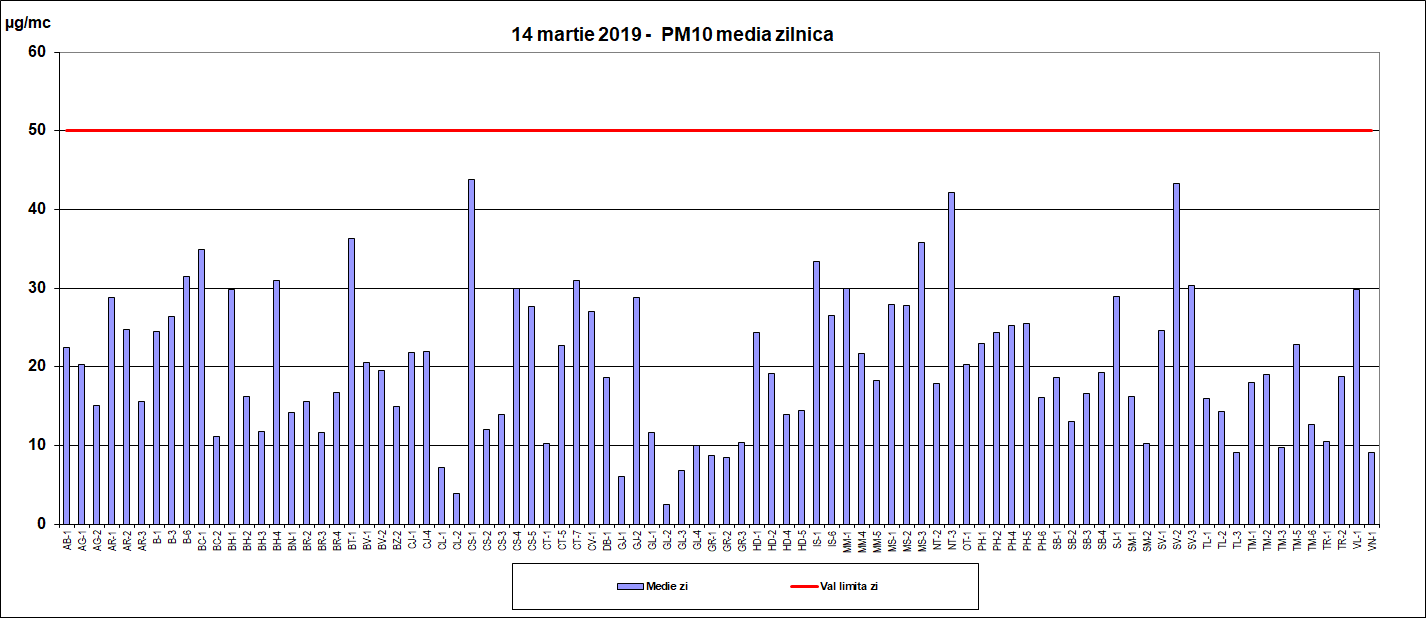 µg/mc
14 martie 2019 - PM10 media zilnica
60
50
40
30
20
10
0
AB-1 AG-1 AG-2 AR-1 AR-2 AR-3 B-1 B-3 B-6 BC-1 BC-2 BH-1 BH-2 BH-3 BH-4 BN-1 BR-2 BR-3 BR-4 BT-1 BV-1 BV-2 BZ-2 CJ-1 CJ-4 CL-1 CL-2 CS-1 CS-2 CS-3 CS-4 CS-5 CT-1 CT-5 CT-7 CV-1 DB-1 GJ-1 GJ-2 GL-1 GL-2 GL-3 GL-4 GR-1 GR-2 GR-3 HD-1 HD-2 HD-4 HD-5 IS-1 IS-6 MM-1 MM-4 MM-5 MS-1 MS-2 MS-3 NT-2 NT-3 OT-1 PH-1 PH-2 PH-4 PH-5 PH-6 SB-1 SB-2 SB-3 SB-4 SJ-1 SM-1 SM-2 SV-1 SV-2 SV-3 TL-1 TL-2 TL-3 TM-1 TM-2 TM-3 TM-5 TM-6 TR-1 TR-2 VL-1 VN-1
Medie zi Val limita zi